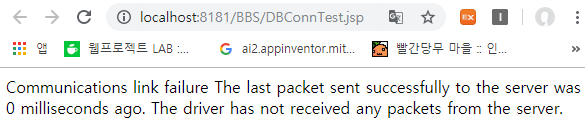 localhost:8181/BBS/DBConnTest.jsp
앱 웹프로젝트 LAB :... ai2.appinventor.mit... 빨간당무 마을 :: 인...
Communications link failure The last packet sent successfully to the server was
0 milliseconds ago. The driver has not received any packets from the server.